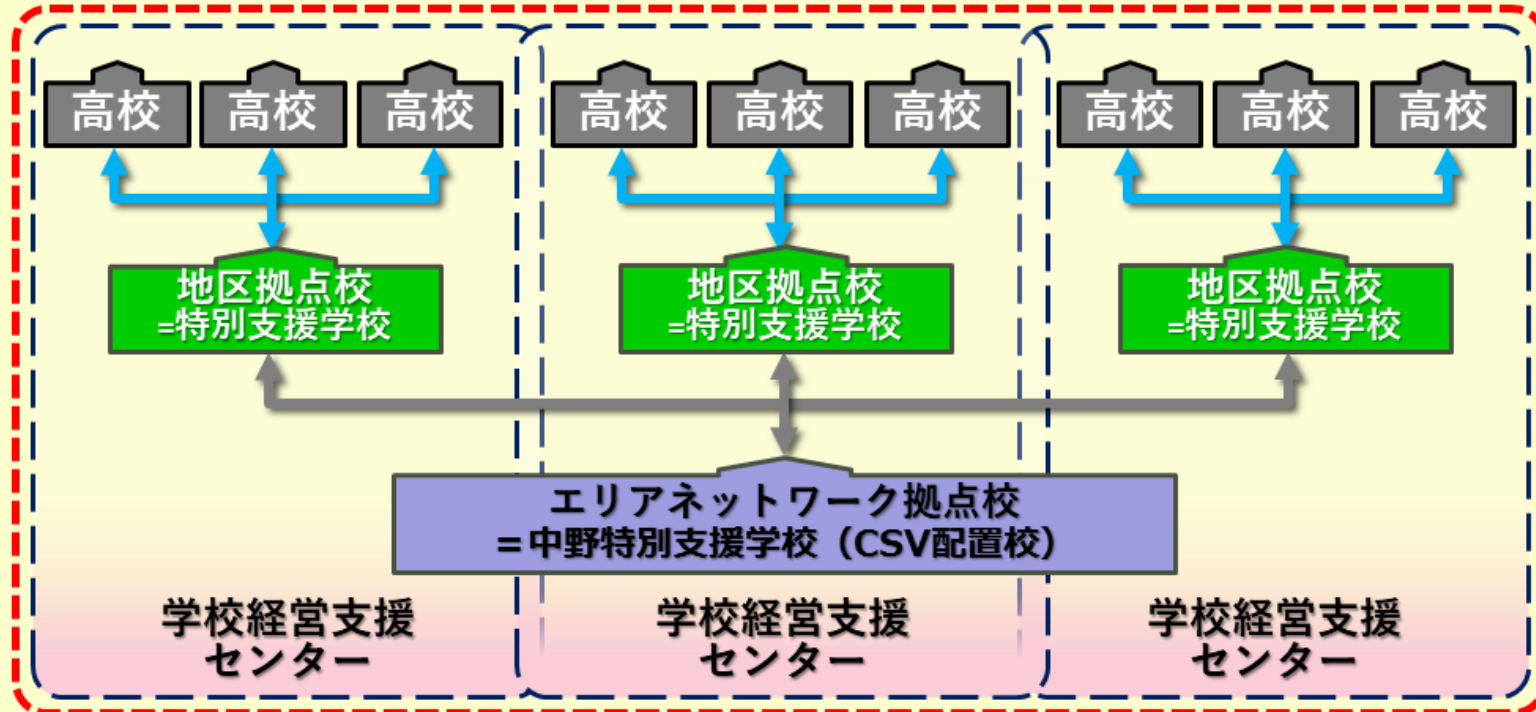 高校
高校
高校
高校
高校
高校
高校
高校
高校
地区拠点校
=特別支援学校
地区拠点校
=特別支援学校
地区拠点校
=特別支援学校
エリアネットワーク拠点校
=中野特別支援学校（CSV配置校）
学校経営支援
センター
学校経営支援
センター
学校経営支援
センター